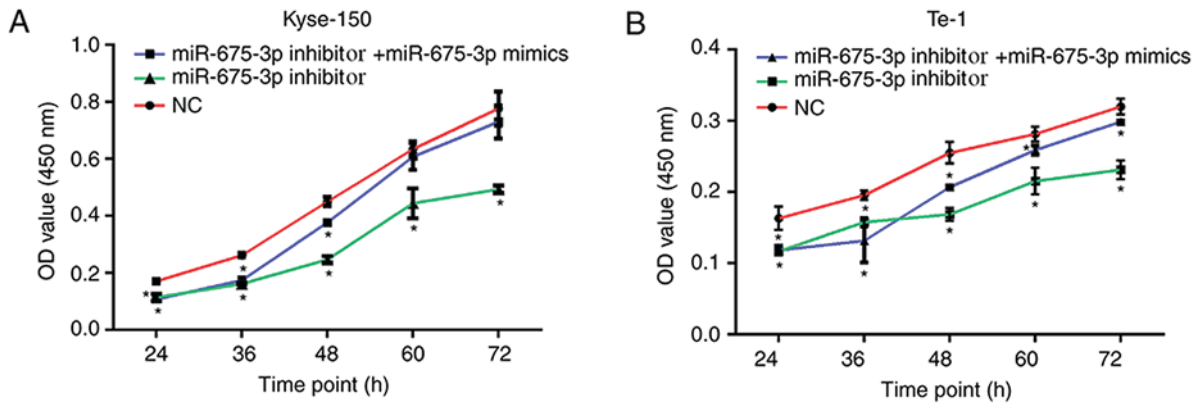 A
Kyse-150
OD value (450 nm)
1.0
0.8
0.6
0.4
0.2
0.0
miR-675-3p inhibitor +miR-675-3p mimics
miR-675-3p inhibitor
NC
* * * * * * * *
24 36 48 60 72
Time point (h)
B
Te-1
OD value (450 nm)
0.4
0.3
0.2
0.1
0.0
miR-675-3p inhibitor +miR-675-3p mimics
miR-675-3p inhibitor
NC
* * * * * * * * * *
24 36 48 60 72
Time point (h)